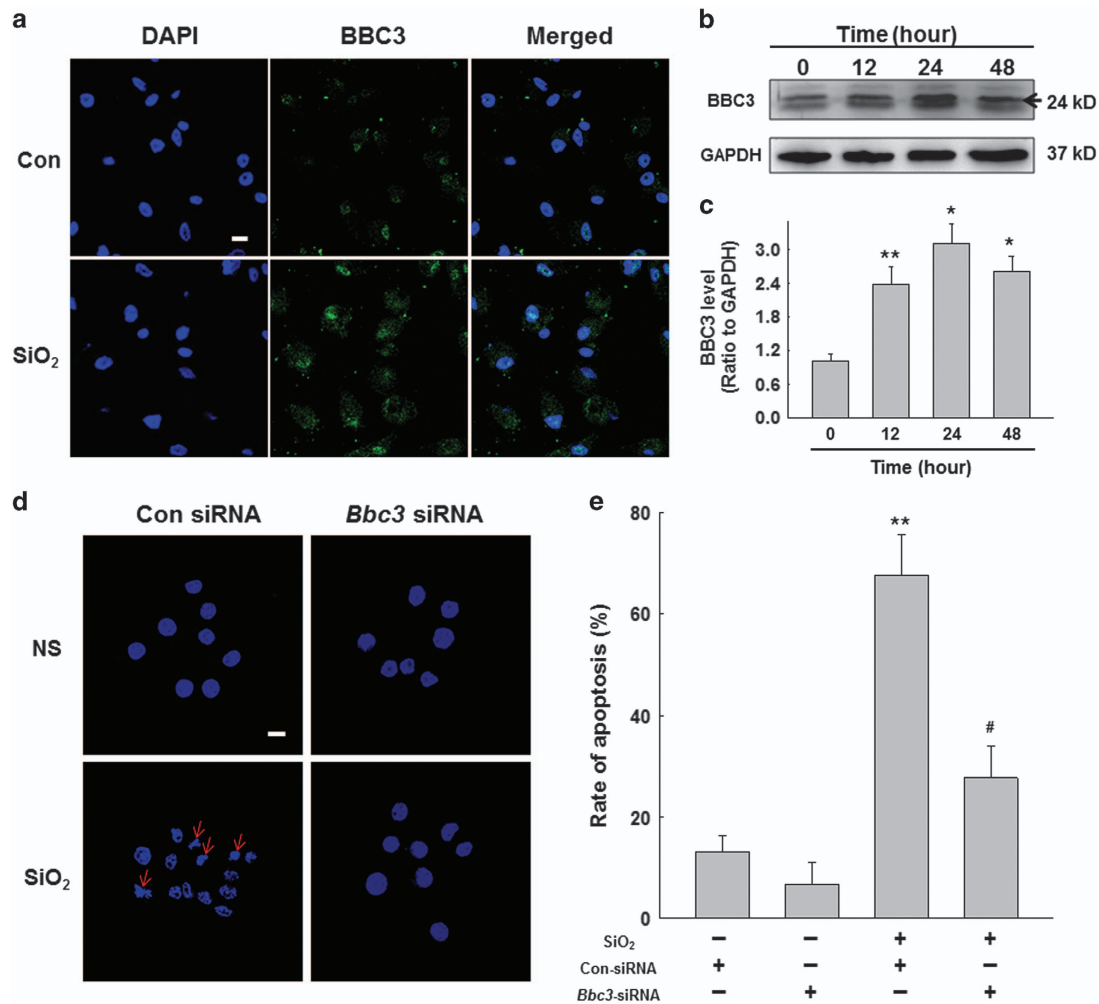 a
DAPI BBC3 Merged
Con
SiO₂
b
Time (hour)
0 12 24 48
BBC3 24 kD
GAPDH 37 kD
c
BBC3 level
(Ratio to GAPDH)
3.0
2.4
1.8
1.2
0.6
0.0
** * *
0 12 24 48
Time (hour)
d
Con siRNA Bbc3 siRNA
NS
SiO₂
e
Rate of apoptosis (%)
80
60
40
20
0
**
#
SiO₂ − − + +
Con-siRNA + − + −
Bbc3-siRNA − + − +